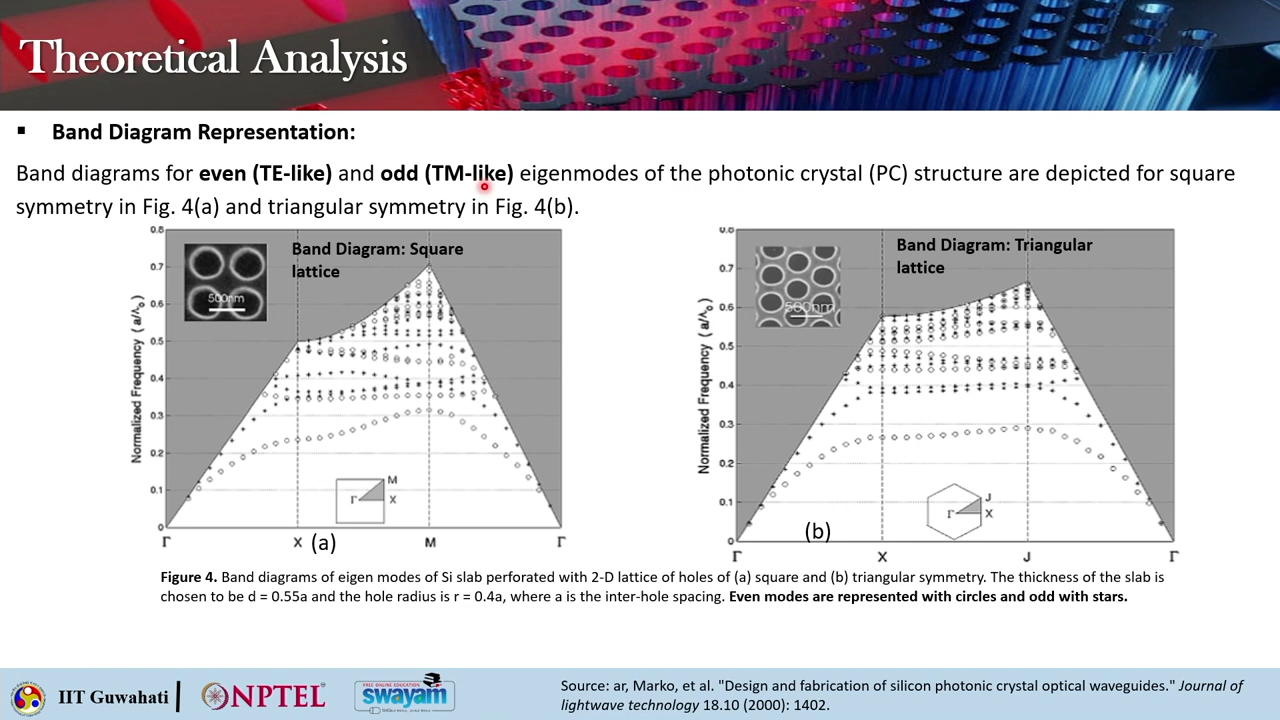 Theoretical Analysis
▪ Band Diagram Representation:
Band diagrams for even (TE-like) and odd (TM-like) eigenmodes of the photonic crystal (PC) structure are depicted for square
symmetry in Fig. 4(a) and triangular symmetry in Fig. 4(b).
Band Diagram: Square
lattice
500nm
Normalized Frequency (a/λ₀)
0.8
0.7
0.6
0.5
0.4
0.3
0.2
0.1
0
M
Γ X
Γ X M Γ
(a)
Band Diagram: Triangular
lattice
500nm
Normalized Frequency (a/λ₀)
0.8
0.7
0.6
0.5
0.4
0.3
0.2
0.1
0
J
Γ X
(b)
Γ X J Γ
Figure 4. Band diagrams of eigen modes of Si slab perforated with 2-D lattice of holes of (a) square and (b) triangular symmetry. The thickness of the slab is
chosen to be d = 0.55a and the hole radius is r = 0.4a, where a is the inter-hole spacing. Even modes are represented with circles and odd with stars.
IIT Guwahati
NPTEL
FREE ONLINE EDUCATION
swayam
Source: ar, Marko, et al. "Design and fabrication of silicon photonic crystal optical waveguides." Journal of
lightwave technology 18.10 (2000): 1402.